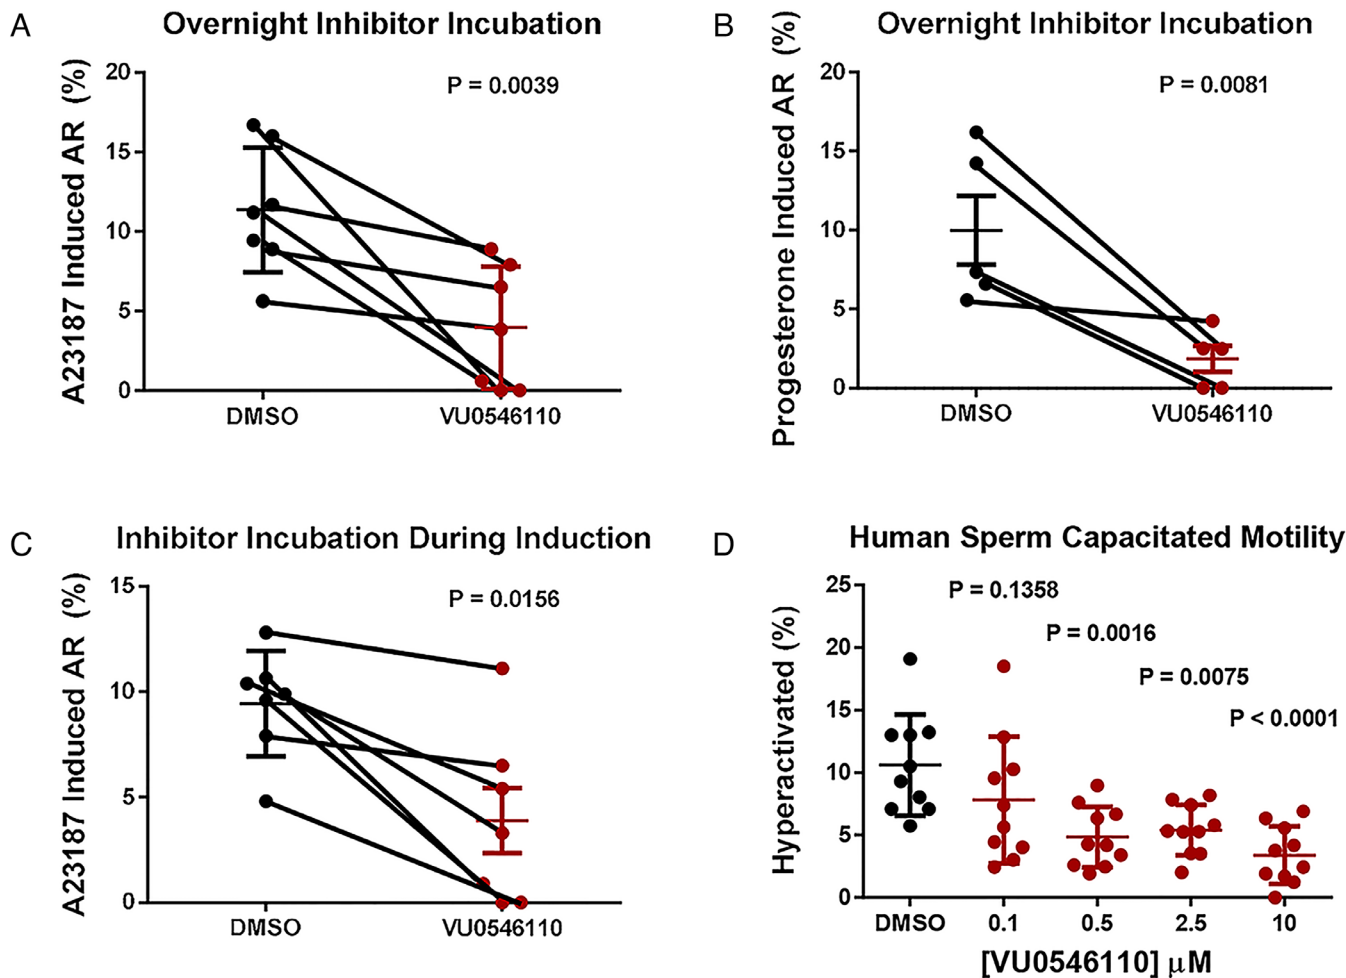 A
Overnight Inhibitor Incubation
A23187 Induced AR (%)
P = 0.0039
20
15
10
5
0
DMSO
VU0546110
B
Overnight Inhibitor Incubation
Progesterone Induced AR (%)
P = 0.0081
20
15
10
5
0
DMSO
VU0546110
C
Inhibitor Incubation During Induction
A23187 Induced AR (%)
P = 0.0156
15
10
5
0
DMSO
VU0546110
D
Human Sperm Capacitated Motility
Hyperactivated (%)
P = 0.1358
P = 0.0016
P = 0.0075
P < 0.0001
25
20
15
10
5
0
DMSO
0.1
0.5
2.5
10
[VU0546110] μM